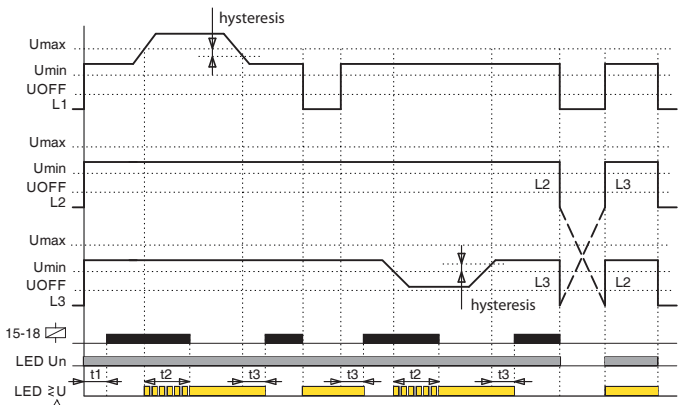 hysteresis
Umax
Umin
UOFF
L1
Umax
Umin
UOFF
L2
L2
L3
Umax
Umin
UOFF
L3
L3
L2
hysteresis
15-18
LED Un
t1
t2
t3
t3
t2
t3
LED ≷U